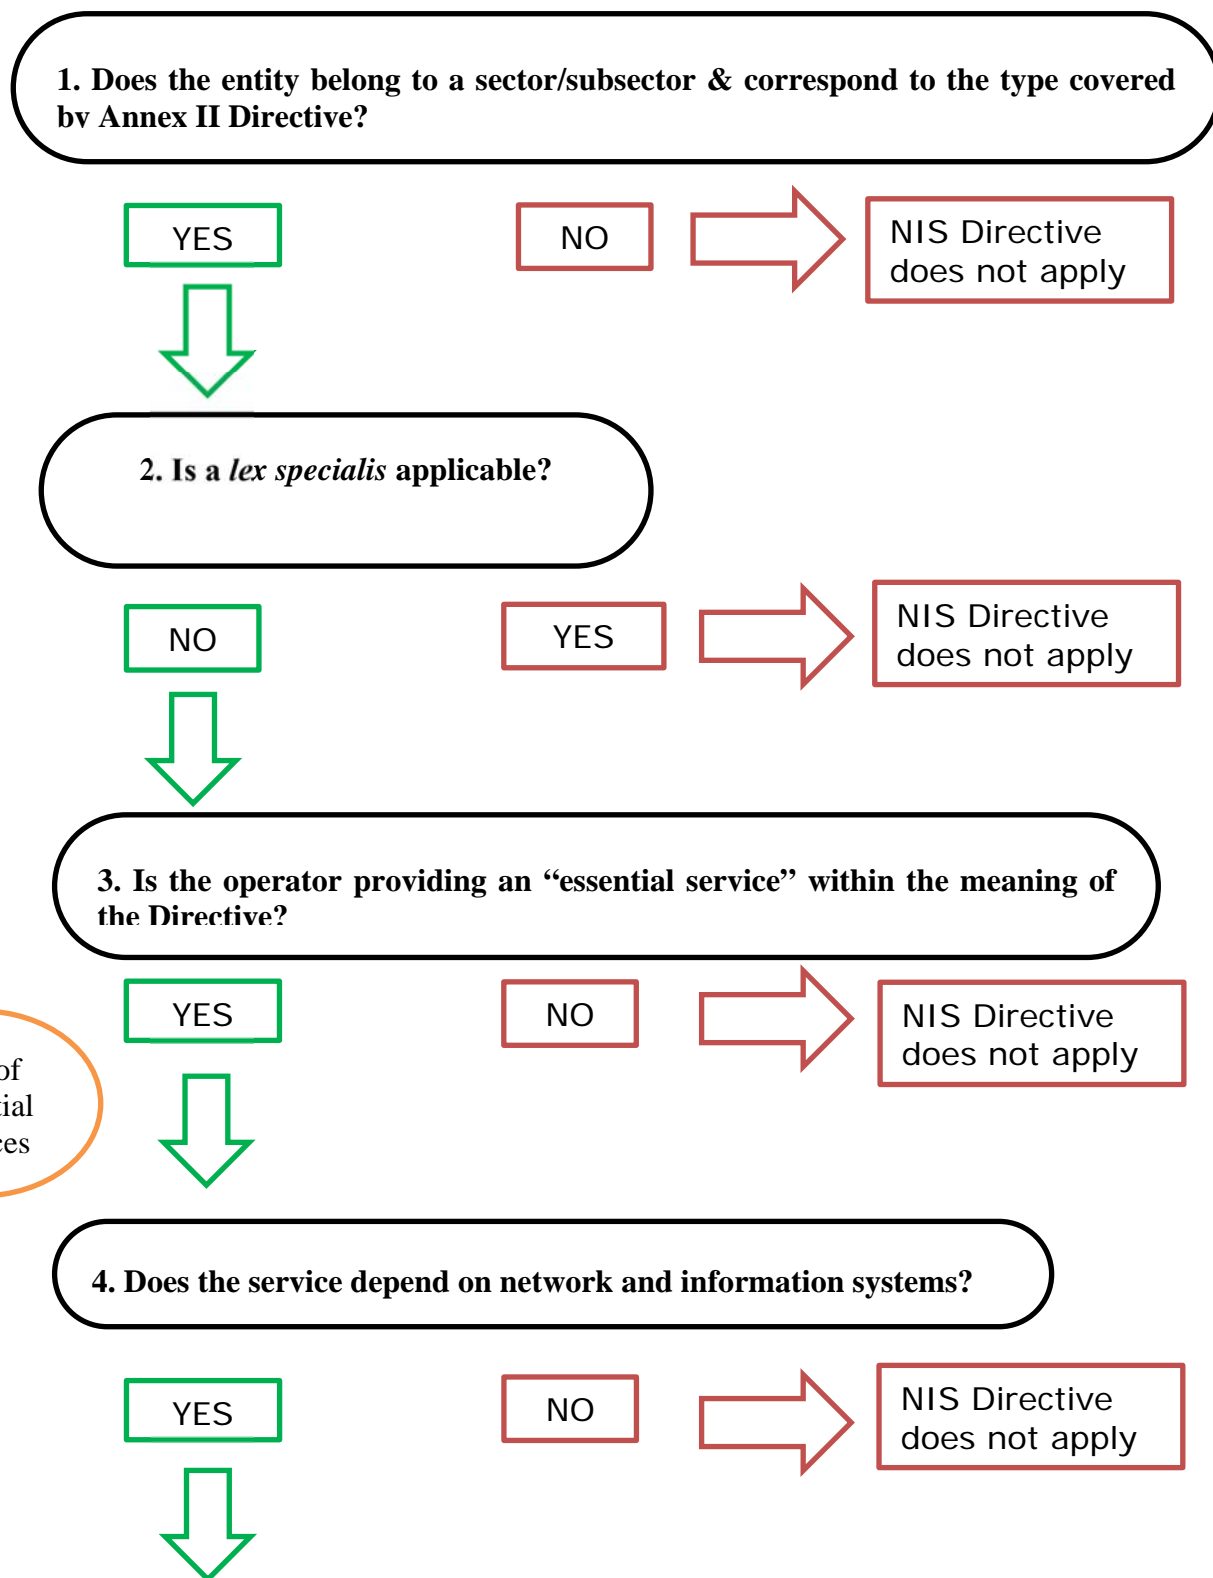 1. Does the entity belong to a sector/subsector & correspond to the type covered
by Annex II Directive?
YES
NO
NIS Directive
does not apply
2. Is a lex specialis applicable?
NO
YES
NIS Directive
does not apply
3. Is the operator providing an “essential service” within the meaning of
the Directive?
YES
NO
NIS Directive
does not apply
of
tial
ces
4. Does the service depend on network and information systems?
YES
NO
NIS Directive
does not apply